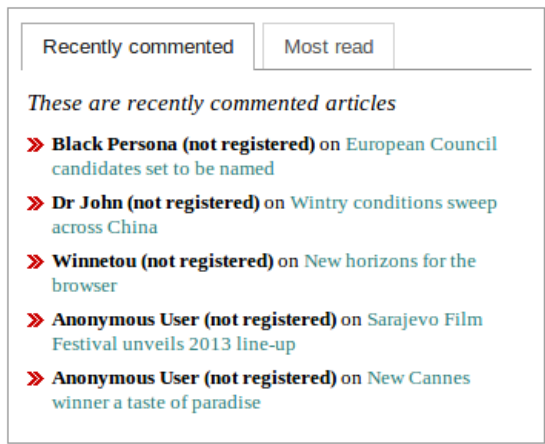 Recently commented
Most read
These are recently commented articles
Black Persona (not registered) on European Council
candidates set to be named
Dr John (not registered) on Wintry conditions sweep
across China
Winnetou (not registered) on New horizons for the
browser
Anonymous User (not registered) on Sarajevo Film
Festival unveils 2013 line-up
Anonymous User (not registered) on New Cannes
winner a taste of paradise